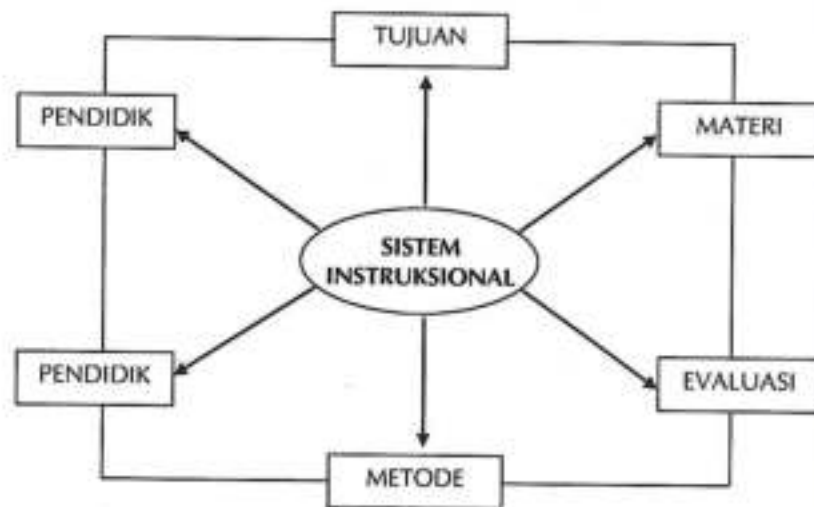 TUJUAN
PENDIDIK
MATERI
SISTEM
INSTRUKSIONAL
PENDIDIK
EVALUASI
METODE